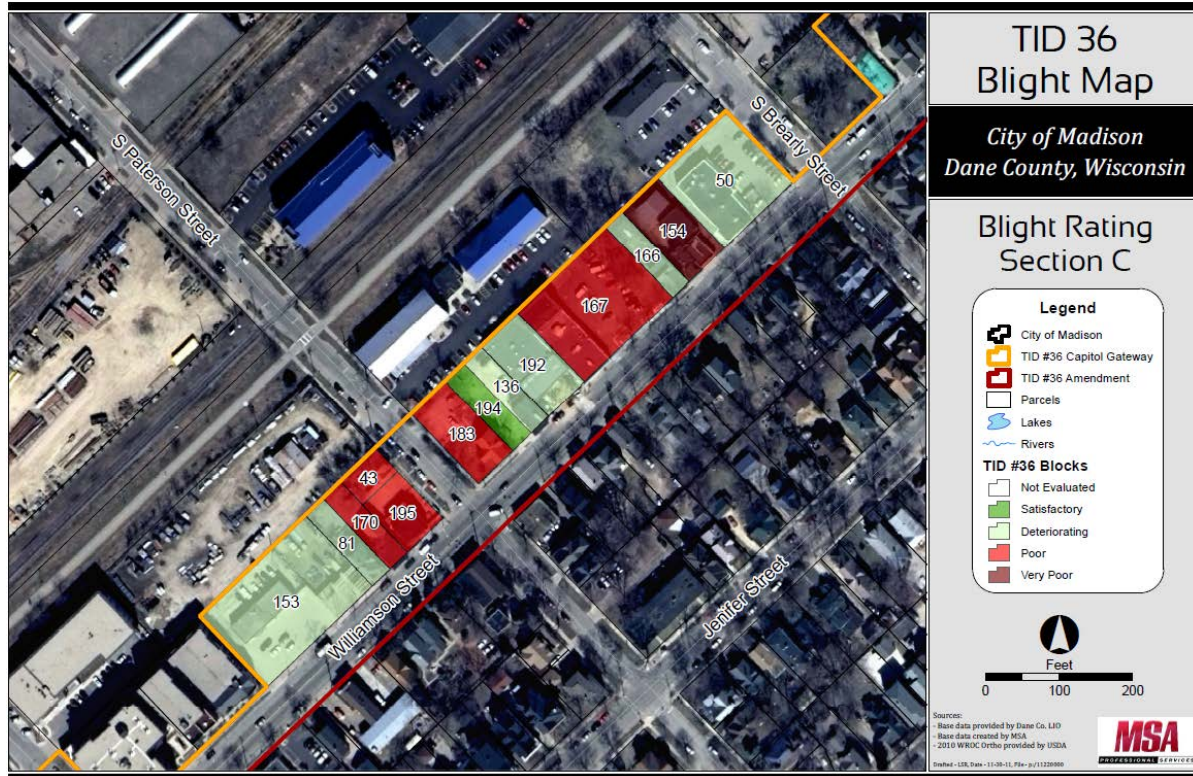 TID 36
Blight Map
City of Madison
Dane County, Wisconsin
Blight Rating
Section C
Legend
City of Madison
TID #36 Capitol Gateway
TID #36 Amendment
Parcels
Lakes
Rivers
TID #36 Blocks
Not Evaluated
Satisfactory
Deteriorating
Poor
Very Poor
Feet
0 100 200
Sources:
- Base data provided by Dane Co. LIO
- Base data created by MSA
- 2010 WROC Ortho provided by USDA
MSA
PROFESSIONAL SERVICES
S Paterson Street
S Brearly Street
Williamson Street
Jenifer Street
50
154
166
167
192
136
194
183
43
195
170
81
153